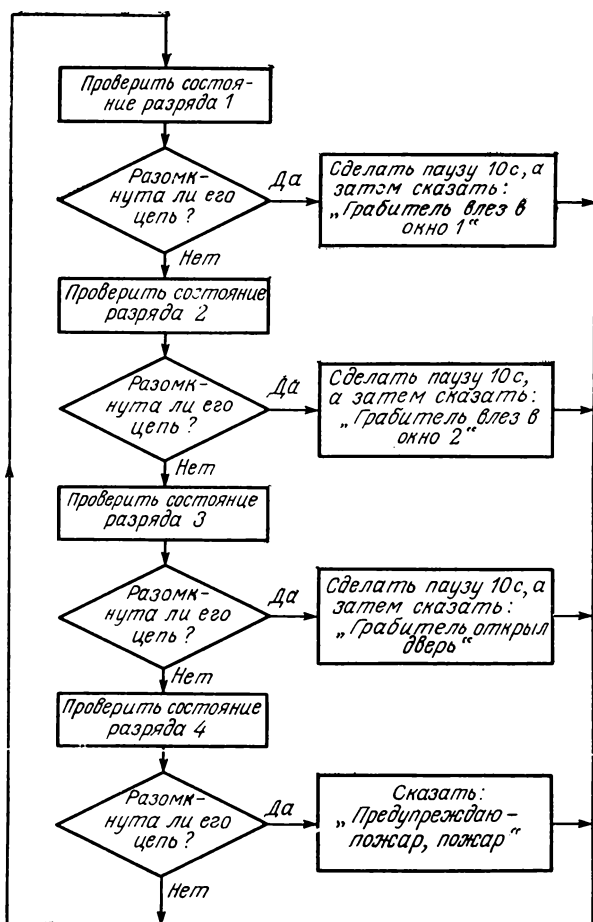 Проверить состоя-
ние разряда 1
Разомк-
нута ли его
цепь?
Да
Сделать паузу 10с, а
затем сказать:
„Грабитель влез в
окно 1“
Нет
Проверить состояние
разряда 2
Разомк-
нута ли его
цепь?
Да
Сделать паузу 10с,
а затем сказать:
„Грабитель влез в
окно 2“
Нет
Проверить состояние
разряда 3
Разомк-
нута ли его
цепь?
Да
Сделать паузу 10с, а
затем сказать:
„Грабитель открыл
дверь“
Нет
Проверить состояние
разряда 4
Разомк-
нута ли его
цепь?
Да
Сказать:
„Предупреждаю-
пожар, пожар“
Нет